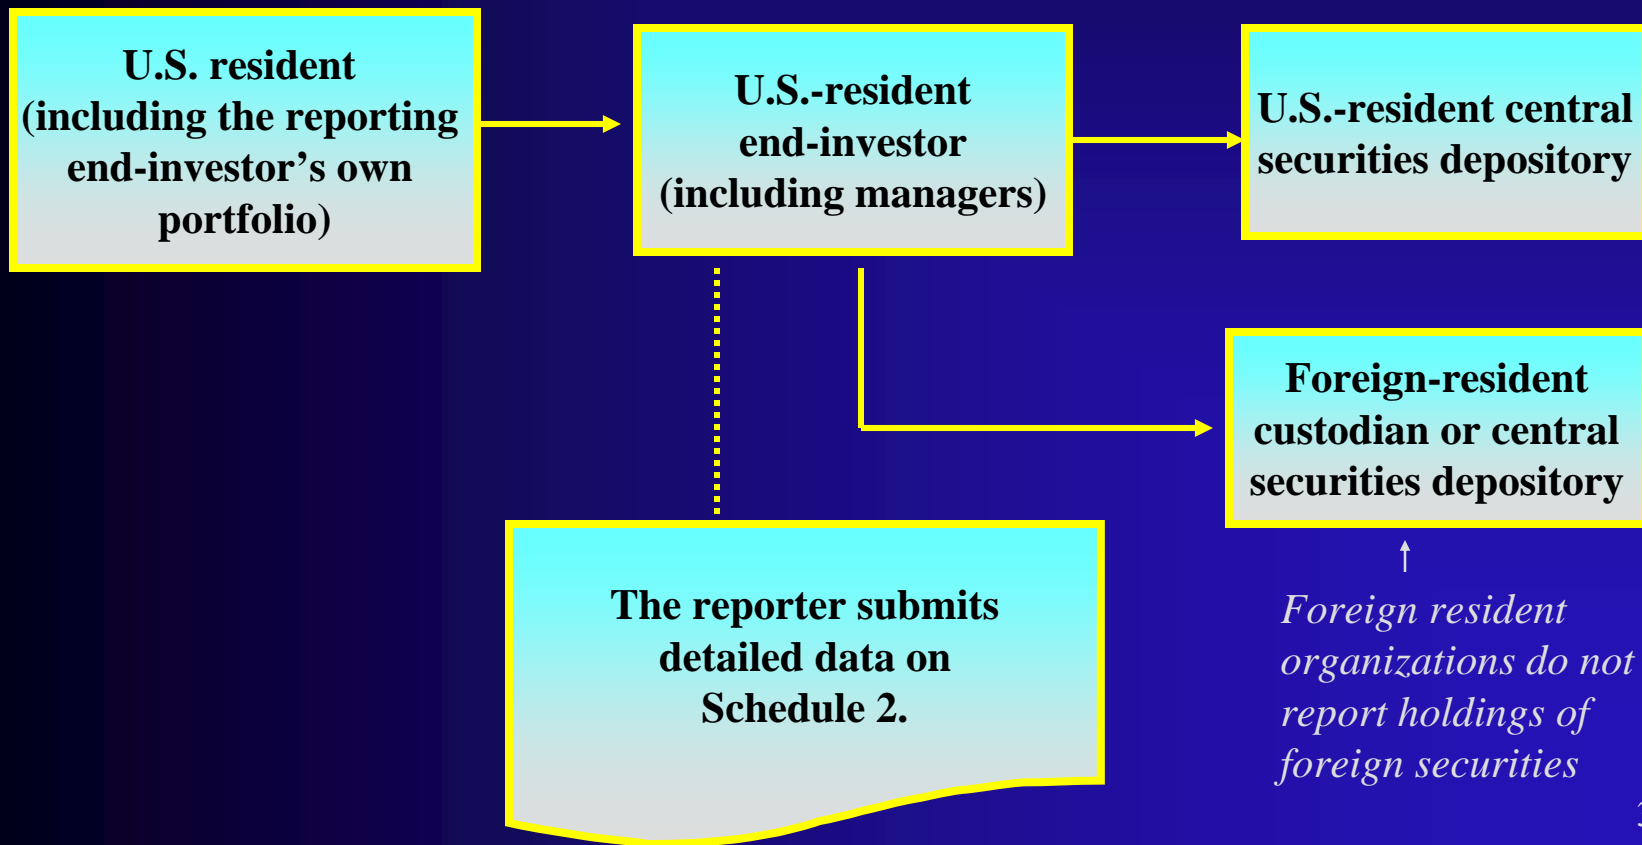 U.S. resident
(including the reporting
end-investor's own
portfolio)
U.S.-resident
end-investor
(including managers)
U.S.-resident central
securities depository
Foreign-resident
custodian or central
securities depository
The reporter submits
detailed data on
Schedule 2.
Foreign resident
organizations do not
report holdings of
foreign securities